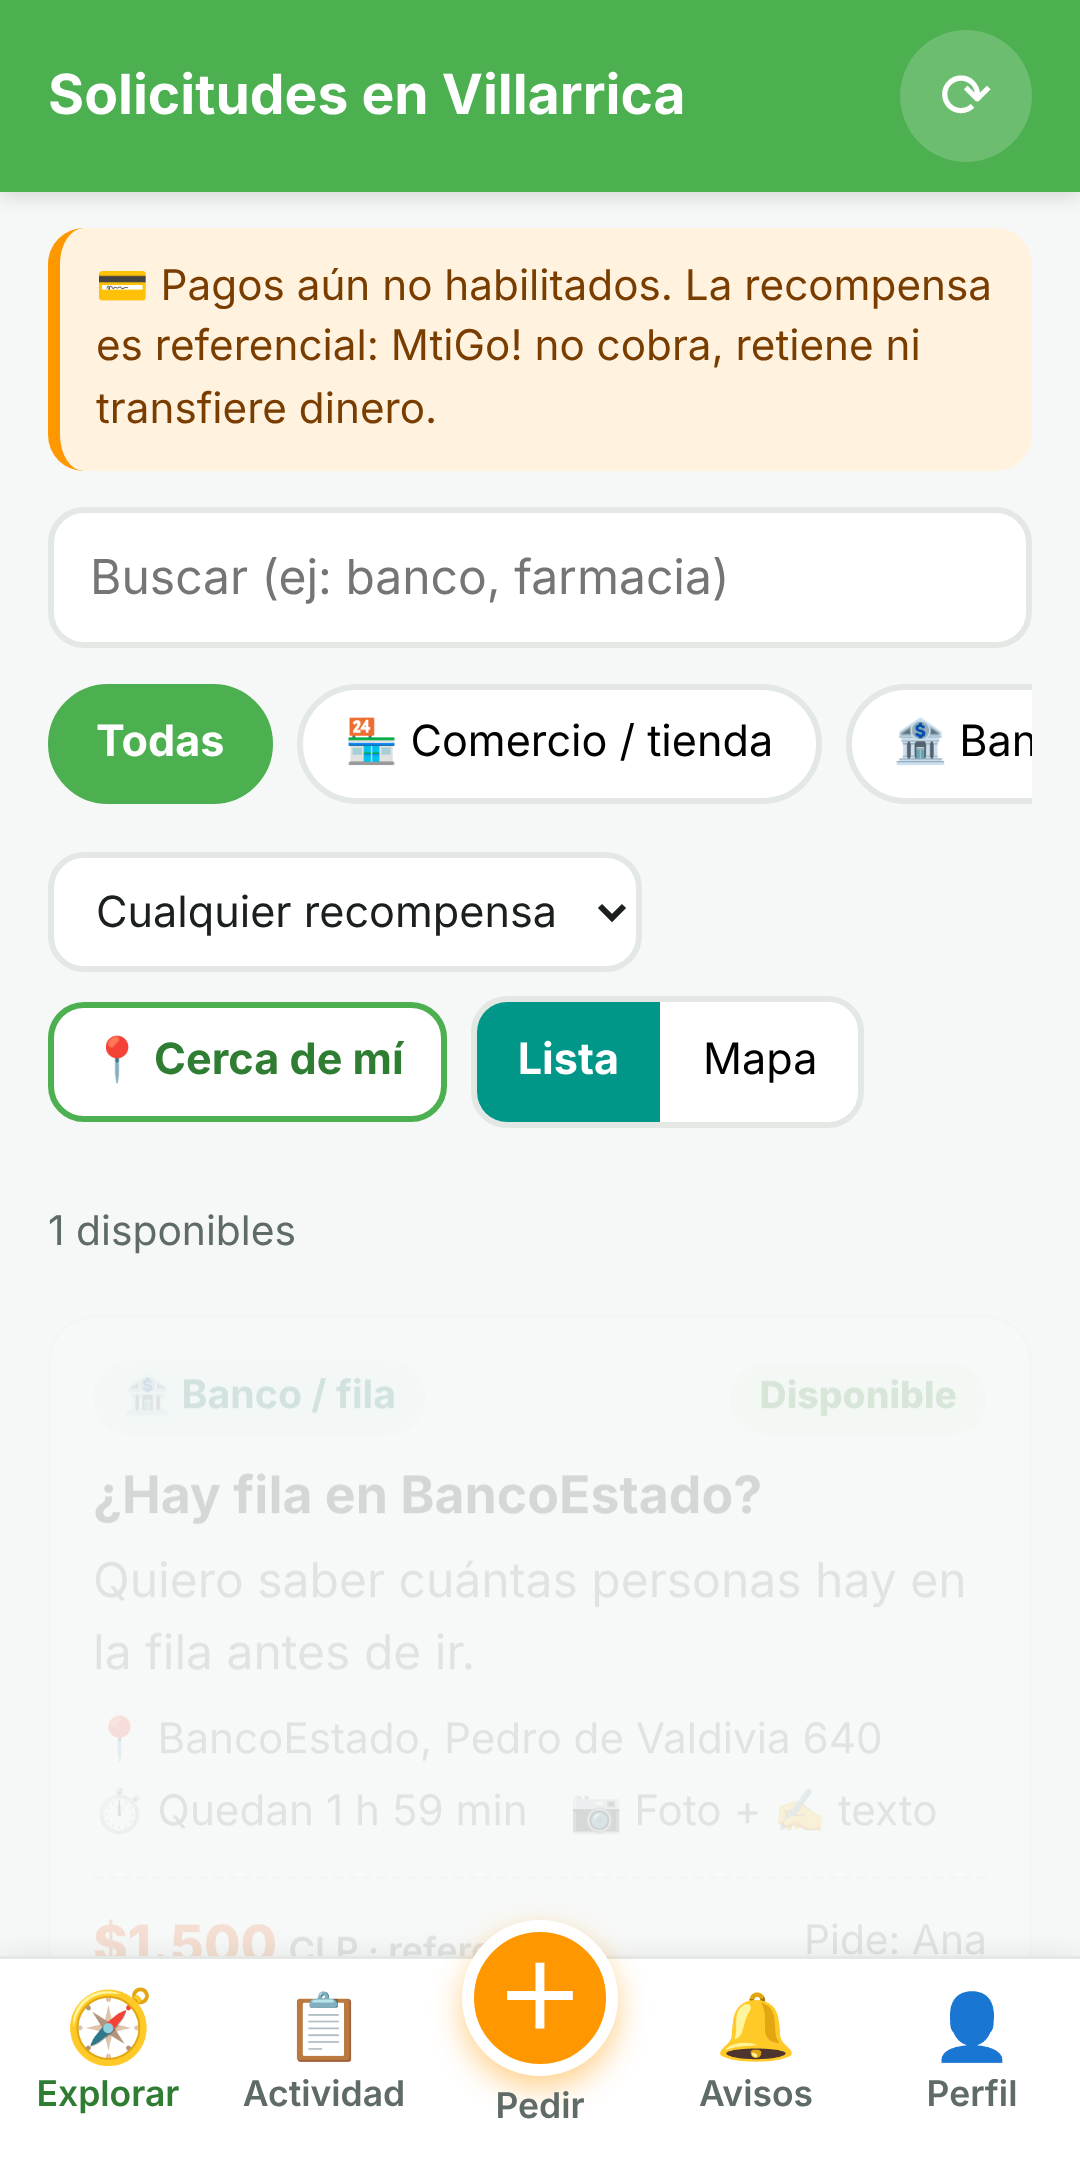 Solicitudes en Villarrica
💳 Pagos aún no habilitados. La recompensa
es referencial: MtiGo! no cobra, retiene ni
transfiere dinero.
Buscar (ej: banco, farmacia)
Todas
🏪 Comercio / tienda
🏦 Ban
Cualquier recompensa
📍 Cerca de mí
Lista
Mapa
1 disponibles
🏦 Banco / fila
Disponible
¿Hay fila en BancoEstado?
Quiero saber cuántas personas hay en
la fila antes de ir.
📍 BancoEstado, Pedro de Valdivia 640
⏱️ Quedan 1 h 59 min 📷 Foto + ✍️ texto
$1.500 CLP · refer
Pide: Ana
Explorar
Actividad
Pedir
Avisos
Perfil